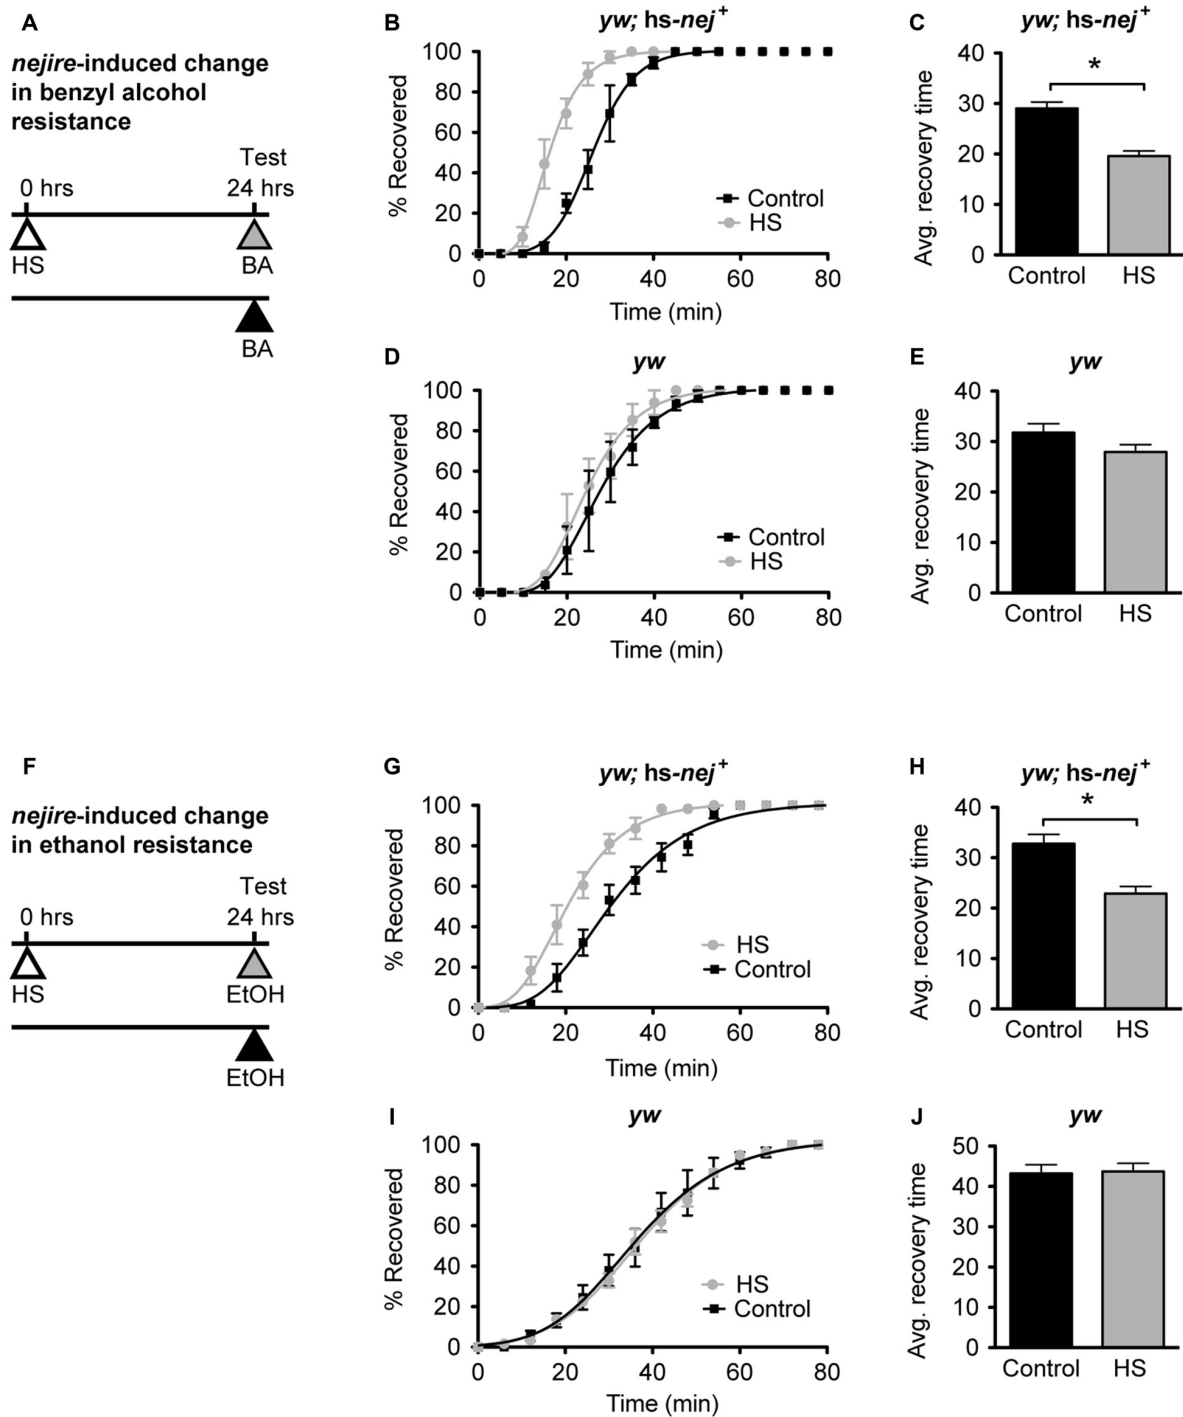 A
nejire-induced change
in benzyl alcohol
resistance
Test
0 hrs 24 hrs
HS BA
BA
B
yw; hs-nej+
% Recovered
100
80
60
40
20
0
Control
HS
0 20 40 60 80
Time (min)
C
yw; hs-nej+
Avg. recovery time
40
30
20
10
0
*
Control HS
D
yw
% Recovered
100
80
60
40
20
0
Control
HS
0 20 40 60 80
Time (min)
E
yw
Avg. recovery time
40
30
20
10
0
Control HS
F
nejire-induced change
in ethanol resistance
Test
0 hrs 24 hrs
HS EtOH
EtOH
G
yw; hs-nej+
% Recovered
100
80
60
40
20
0
HS
Control
0 20 40 60 80
Time (min)
H
yw; hs-nej+
Avg. recovery time
40
30
20
10
0
*
Control HS
I
yw
% Recovered
100
80
60
40
20
0
HS
Control
0 20 40 60 80
Time (min)
J
yw
Avg. recovery time
50
40
30
20
10
0
Control HS